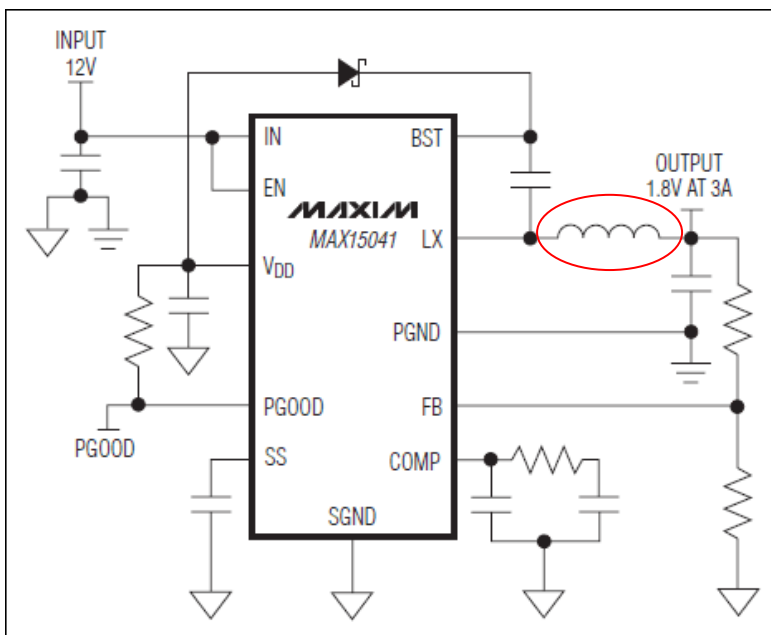 INPUT
12V
IN
BST
OUTPUT
1.8V AT 3A
EN
MAXIM
MAX15041
LX
VDD
PGND
PGOOD
FB
PGOOD
SS
COMP
SGND